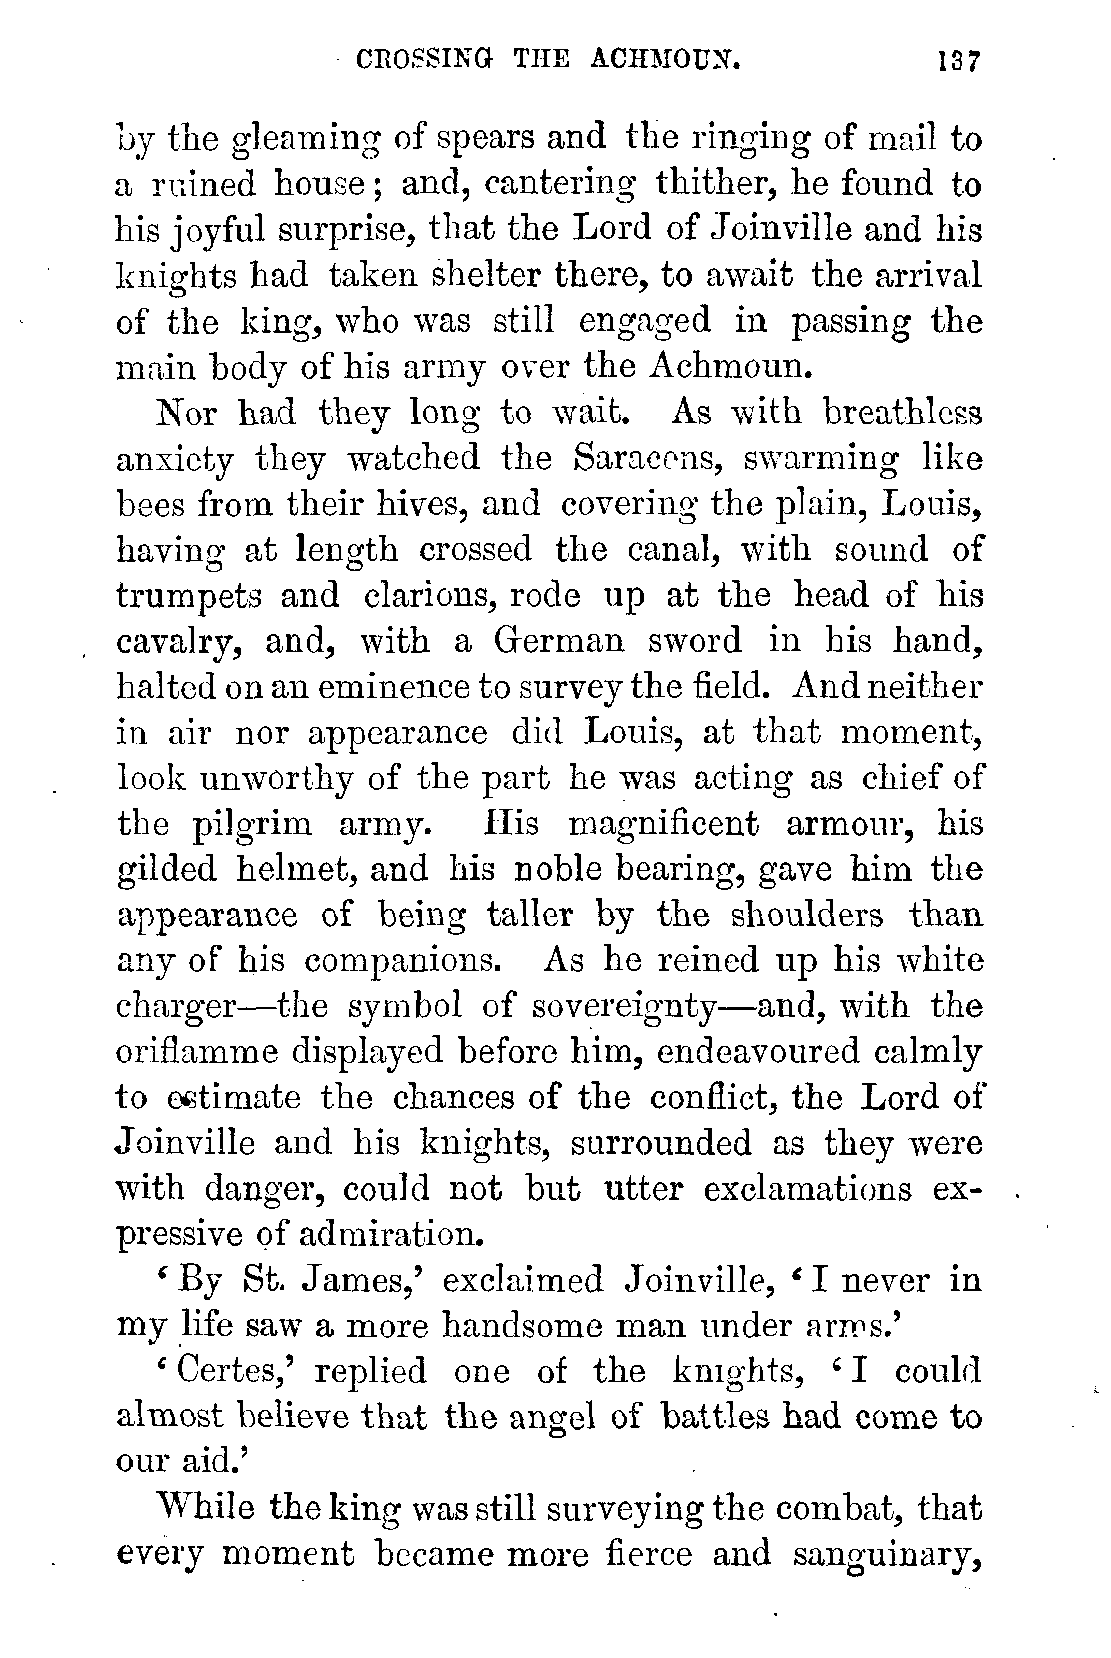 CROSSING THE ACHMOUN. 137
by the gleaming of spears and the ringing of mail to
a ruined house; and, cantering thither, he found to
his joyful surprise, that the Lord of Joinville and his
knights had taken shelter there, to await the arrival
of the king, who was still engaged in passing the
main body of his army over the Achmoun.
Nor had they long to wait. As with breathless
anxiety they watched the Saracens, swarming like
bees from their hives, and covering the plain, Louis,
having at length crossed the canal, with sound of
trumpets and clarions, rode up at the head of his
cavalry, and, with a German sword in his hand,
halted on an eminence to survey the field. And neither
in air nor appearance did Louis, at that moment,
look unworthy of the part he was acting as chief of
the pilgrim army. His magnificent armour, his
gilded helmet, and his noble bearing, gave him the
appearance of being taller by the shoulders than
any of his companions. As he reined up his white
charger—the symbol of sovereignty—and, with the
oriflamme displayed before him, endeavoured calmly
to estimate the chances of the conflict, the Lord of
Joinville and his knights, surrounded as they were
with danger, could not but utter exclamations ex-
pressive of admiration.
‘By St. James,’ exclaimed Joinville, ‘I never in
my life saw a more handsome man under arms.’
‘Certes,’ replied one of the knights, ‘I could
almost believe that the angel of battles had come to
our aid.’
While the king was still surveying the combat, that
every moment became more fierce and sanguinary,